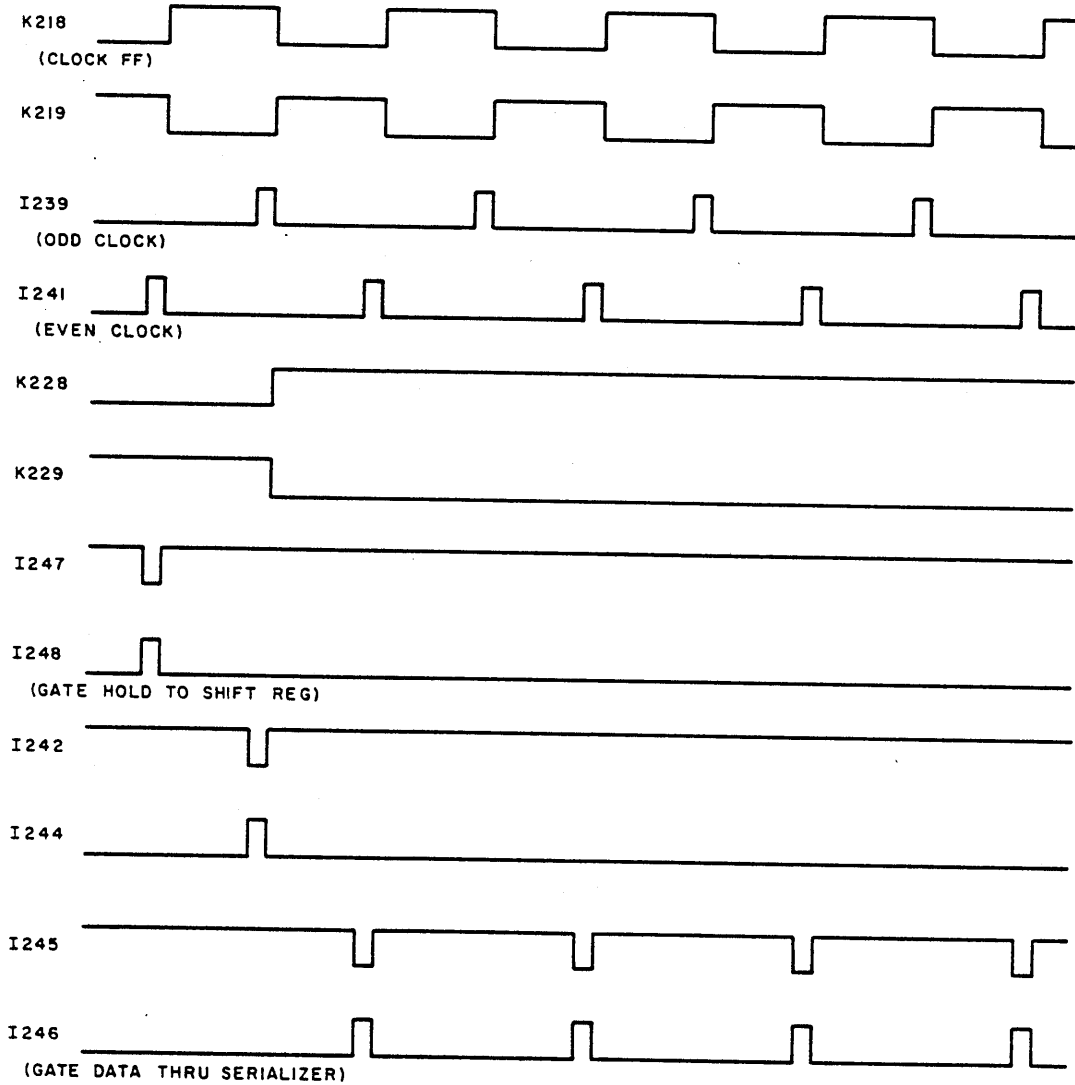 K218
(CLOCK FF)
K219
I239
(ODD CLOCK)
I241
(EVEN CLOCK)
K228
K229
I247
I248
(GATE HOLD TO SHIFT REG)
I242
I244
I245
I246
(GATE DATA THRU SERIALIZER)